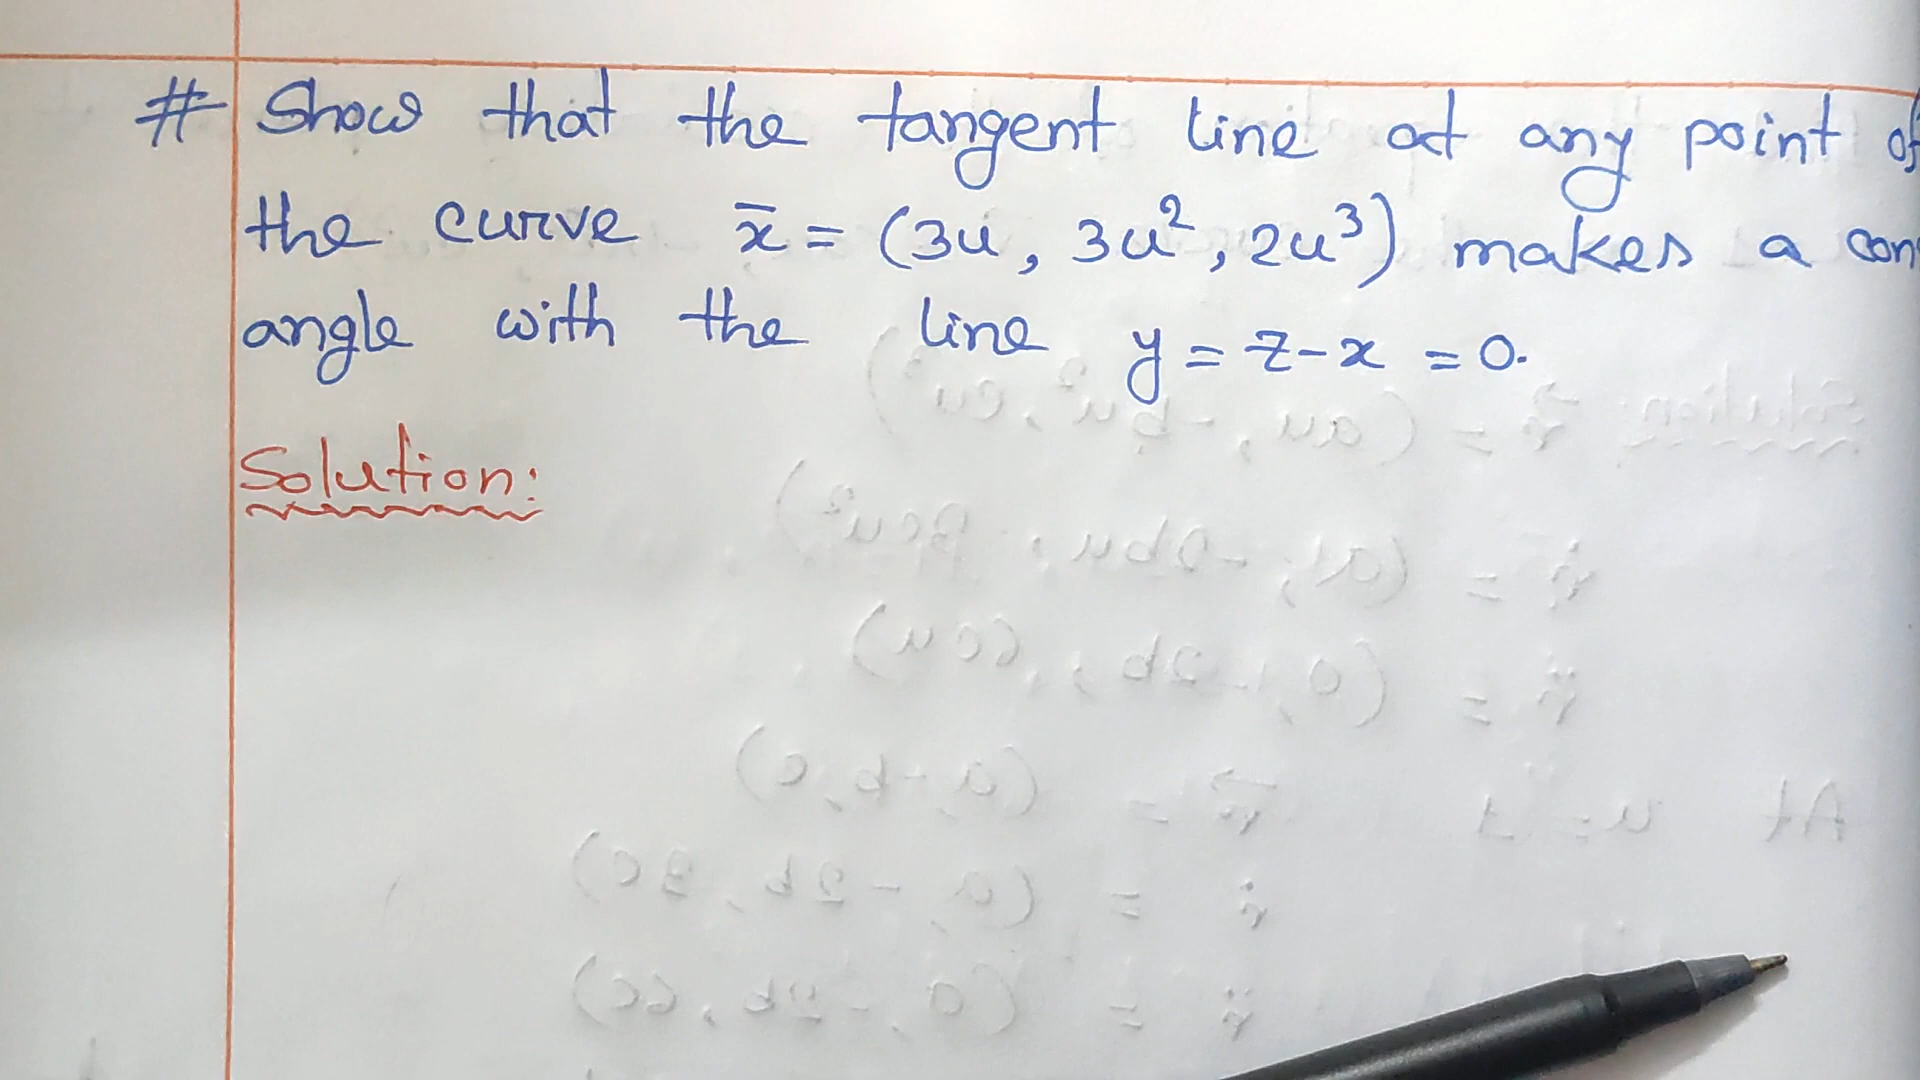 # Show that the tangent line at any point of
the curve x̄ = (3u, 3u², 2u³) makes a con
angle with the line y = z-x = 0.
Solution: